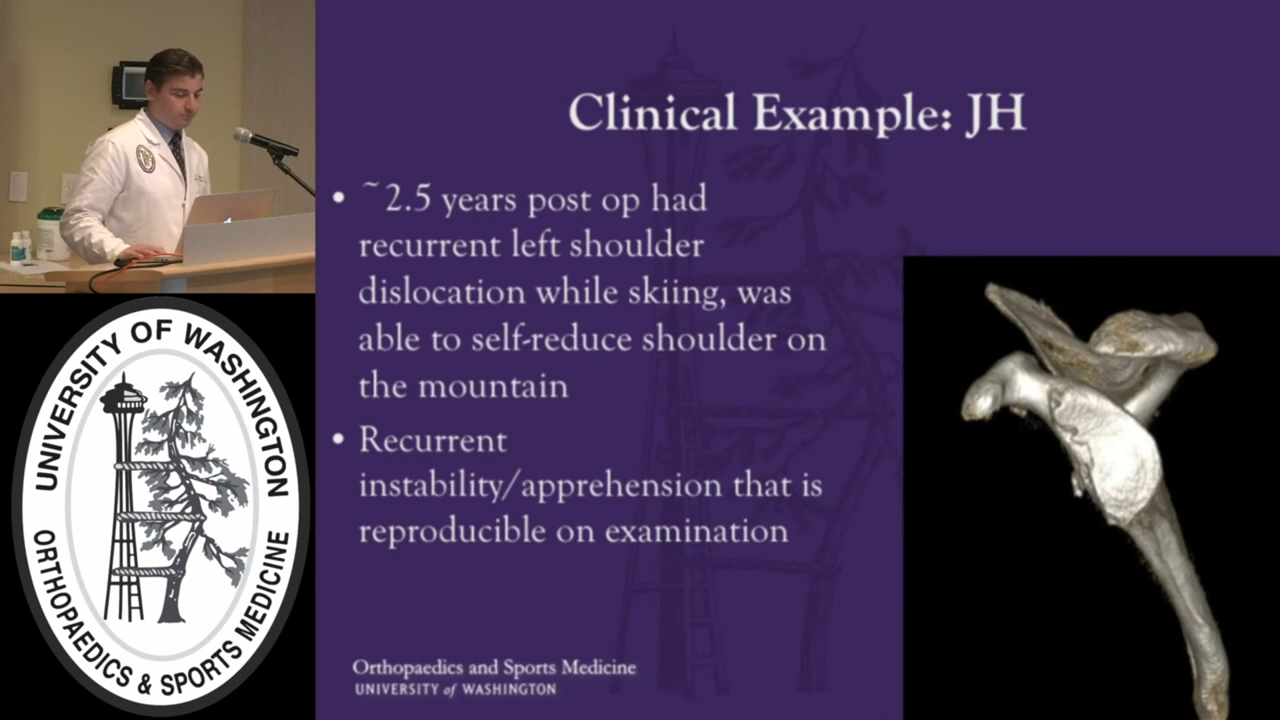 Clinical Example: JH
• ~2.5 years post op had
recurrent left shoulder
dislocation while skiing, was
able to self-reduce shoulder on
the mountain
• Recurrent
instability/apprehension that is
reproducible on examination
Orthopaedics and Sports Medicine
UNIVERSITY of WASHINGTON
UNIVERSITY OF WASHINGTON
ORTHOPAEDICS & SPORTS MEDICINE